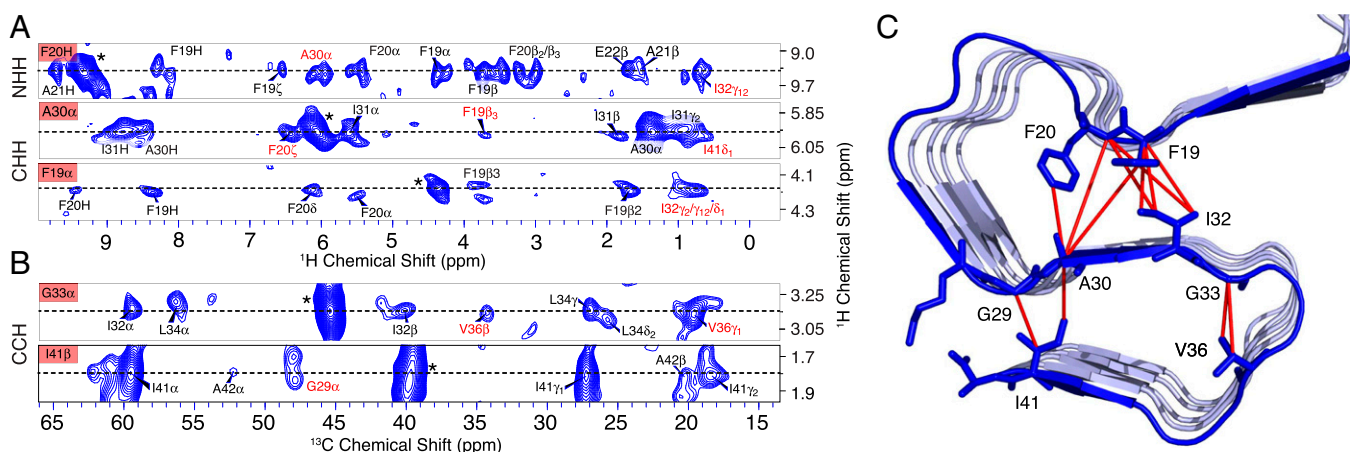 A
NHH
F20H
*
F19H
A30α
F20α
F19α
F20β2/β3
E22β
A21β
9.0
A21H
F19ζ
F19β
I32γ12
9.7
CHH
A30α
*
I31α
F19β3
I31β
I31γ2
5.85
I31H
A30H
F20ζ
A30α
I41δ1
6.05
F19α
*
F19β3
4.1
F20H
F19H
F20δ
F20α
F19β2
I32γ2/γ12/δ1
4.3
9 8 7 6 5 4 3 2 1 0
1H Chemical Shift (ppm)
1H Chemical Shift (ppm)
B
CCH
G33α
*
L34γ
3.25
I32α
L34α
I32β
V36β
L34δ2
V36γ1
3.05
I41β
*
A42β
1.7
I41α
A42α
G29α
I41γ1
I41γ2
1.9
65 60 55 50 45 40 35 30 25 20 15
13C Chemical Shift (ppm)
C
F20
F19
I32
A30
G33
G29
V36
I41